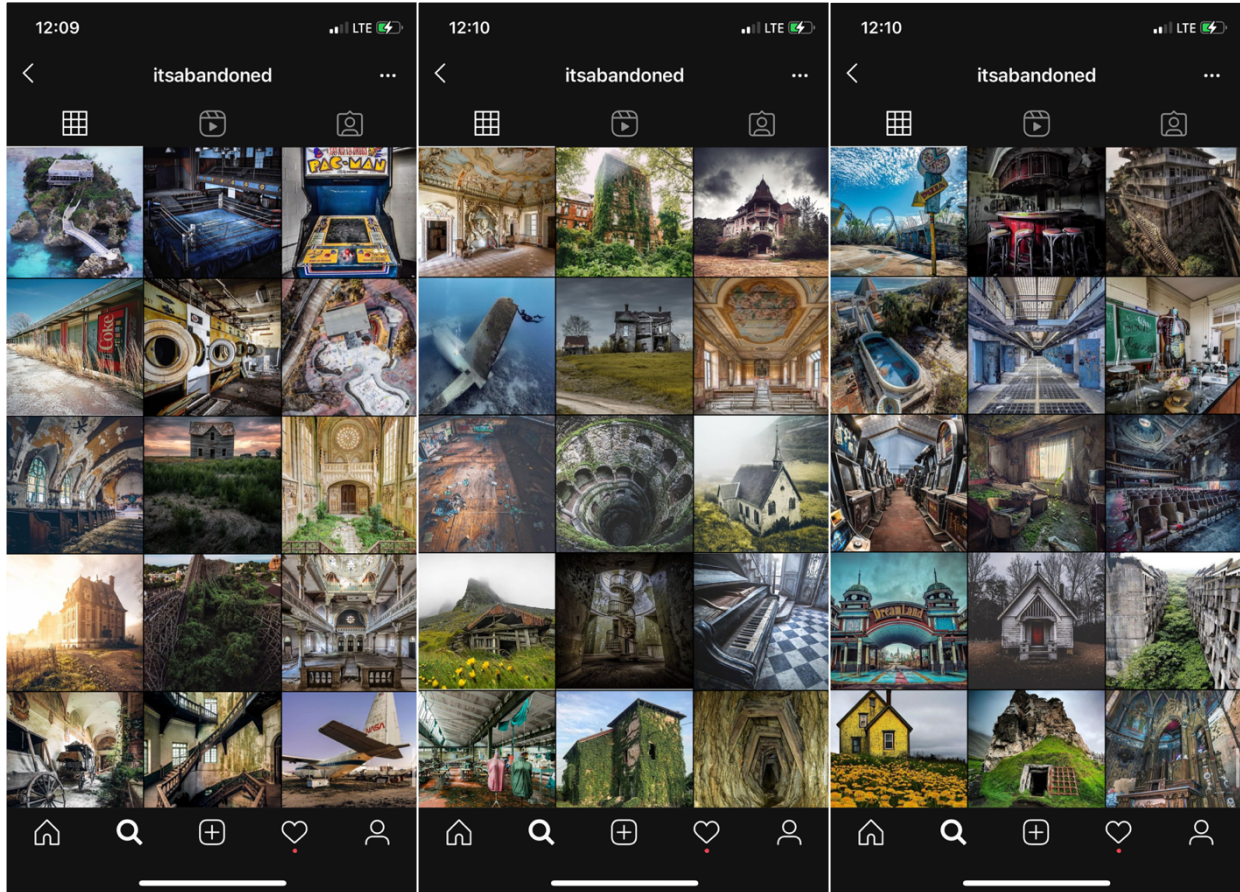 12:09
LTE
itsabandoned
PAC-MAN
Coke
NASA
12:10
LTE
itsabandoned
12:10
LTE
itsabandoned
DreamLand